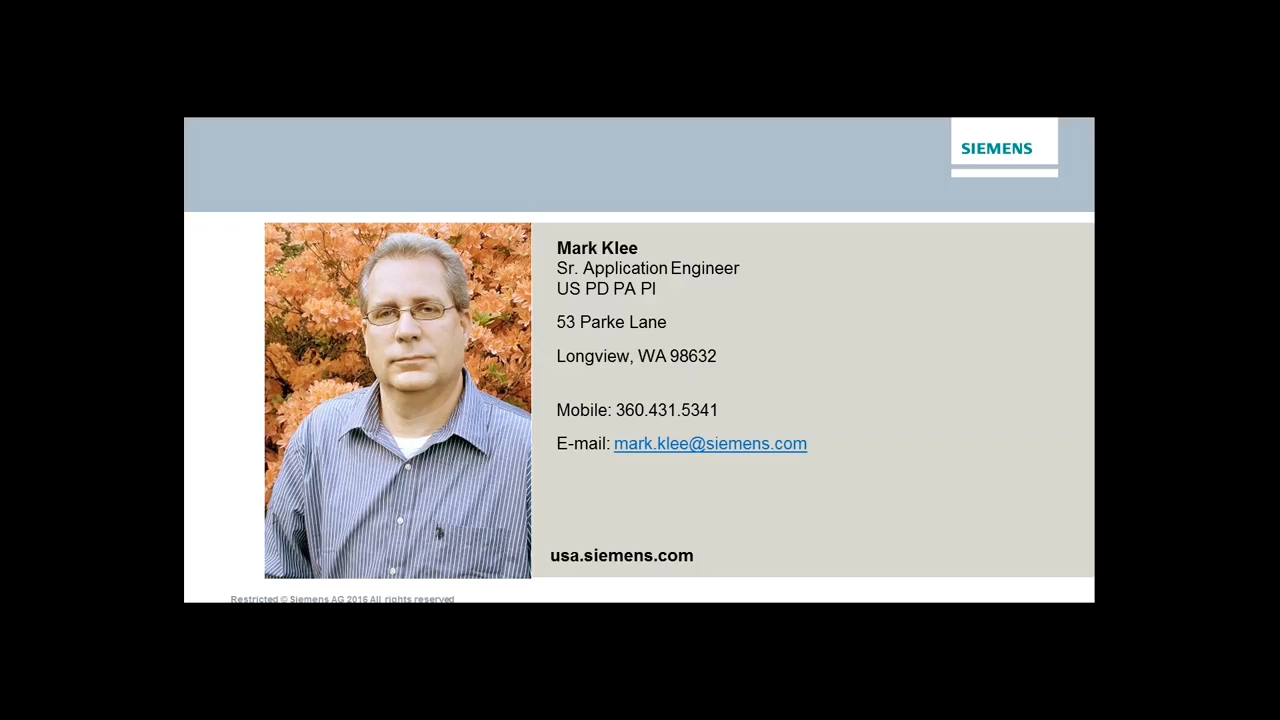 SIEMENS
Mark Klee
Sr. Application Engineer
US PD PA PI
53 Parke Lane
Longview, WA 98632
Mobile: 360.431.5341
E-mail: mark.klee@siemens.com
usa.siemens.com
Restricted © Siemens AG 2016 All rights reserved